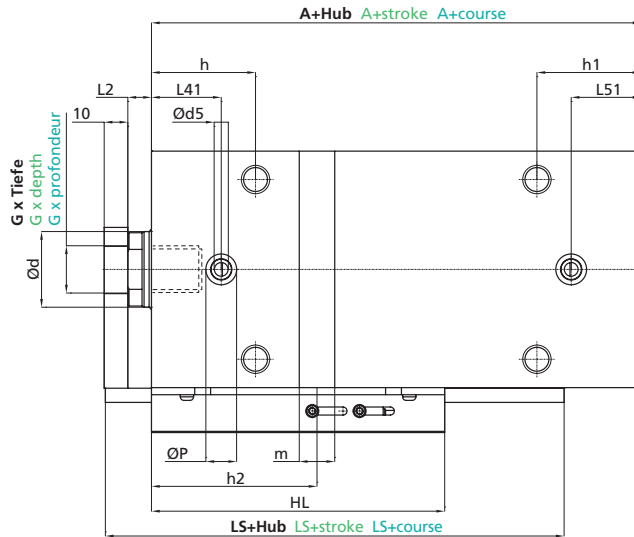 A+Hub A+stroke A+course
h
h1
L2
L41
L51
10
Ød5
G x Tiefe
G x depth
G x profondeur
Ød
ØP
m
h2
HL
LS+Hub LS+stroke LS+course